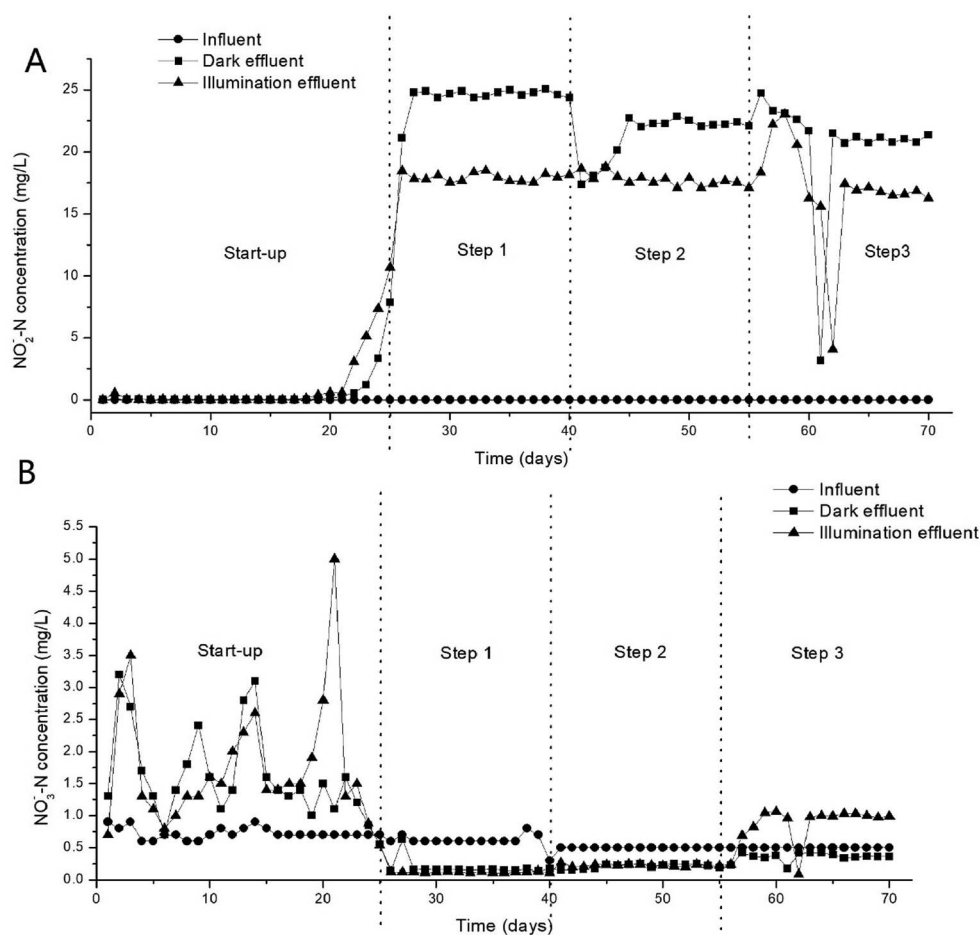 A
Influent
Dark effluent
Illumination effluent
NO₂⁻-N concentration (mg/L)
25
20
15
10
5
0
Start-up
Step 1
Step 2
Step3
0 10 20 30 40 50 60 70
Time (days)
B
Influent
Dark effluent
Illumination effluent
NO₃⁻-N concentration (mg/L)
5.5
5.0
4.5
4.0
3.5
3.0
2.5
2.0
1.5
1.0
0.5
0.0
Start-up
Step 1
Step 2
Step 3
0 10 20 30 40 50 60 70
Time (days)